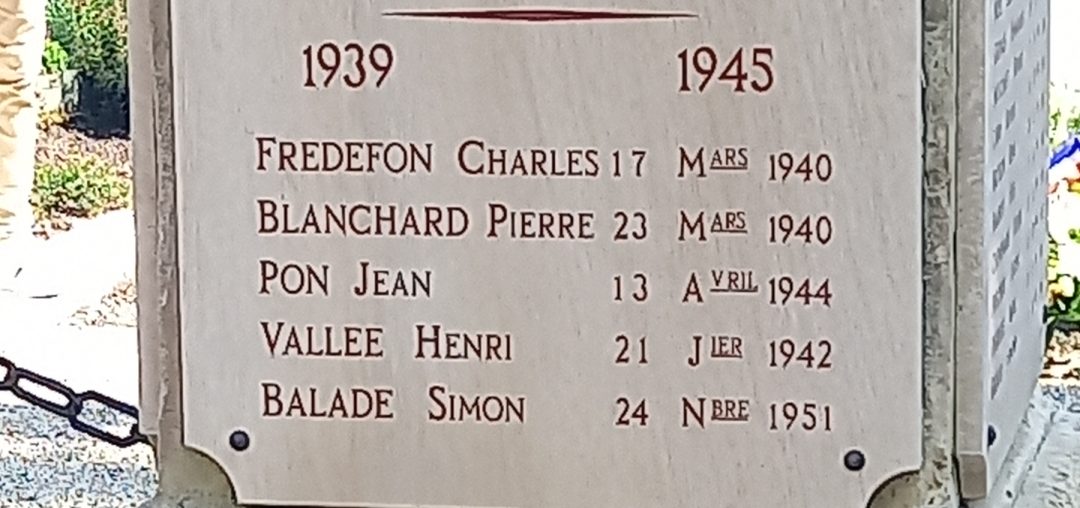 1939 1945
FREDEFON CHARLES 17 MARS 1940
BLANCHARD PIERRE 23 MARS 1940
PON JEAN 13 AVRIL 1944
VALLEE HENRI 21 JIER 1942
BALADE SIMON 24 NBRE 1951